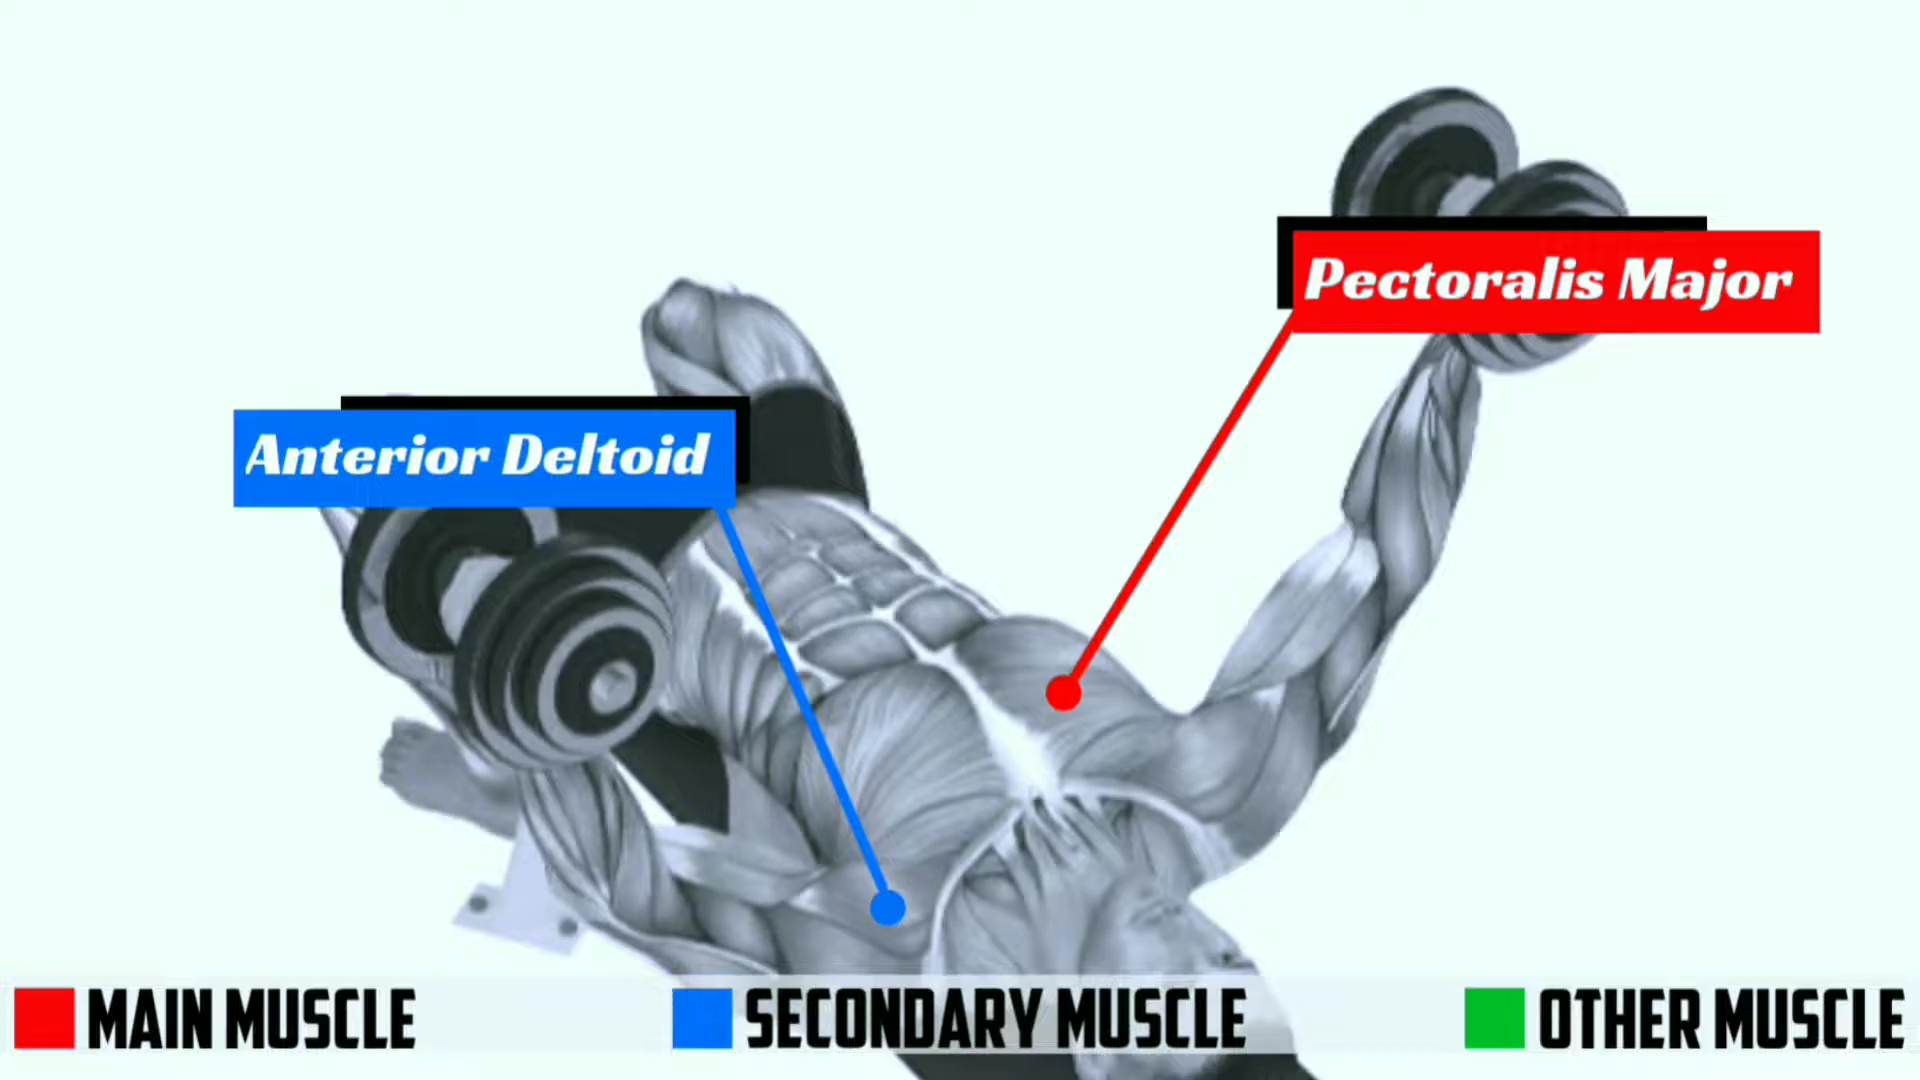 Pectoralis Major
Anterior Deltoid
MAIN MUSCLE
SECONDARY MUSCLE
OTHER MUSCLE